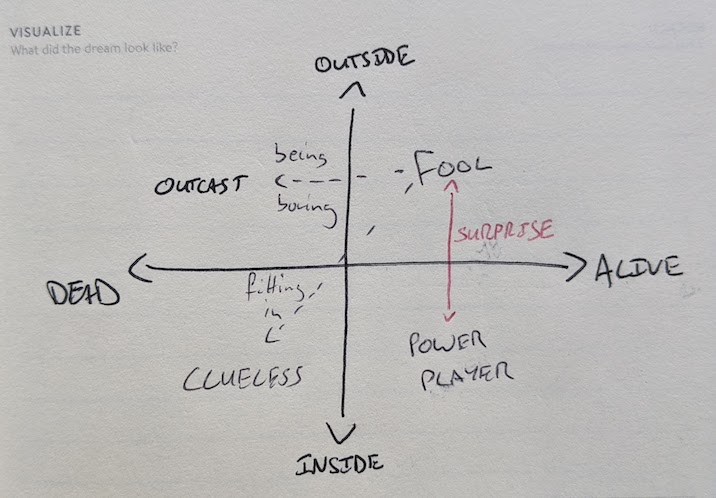 VISUALIZE
What did the dream look like?
OUTSIDE
being
OUTCAST
boring
FOOL
SURPRISE
DEAD
ALIVE
fitting
in
CLUELESS
POWER
PLAYER
INSIDE